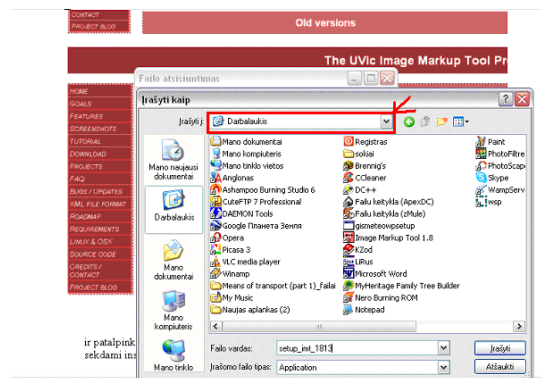 CONTACT
PROJECT BLOG
Old versions
The UVic Image Markup Tool Pr
HOME
GOALS
FEATURES
SCREENSHOTS
TUTORIAL
DOWNLOAD
PROJECTS
FAQ
BUGS / UPDATES
XML FILE FORMAT
ROADMAP
REQUIREMENTS
LINUX & OSX
SOURCE CODE
CREDITS /
CONTACT
PROJECT BLOG
Failo atsisiuntimas
Įrašyti kaip
Įrašyti į:
Darbalaukis
Mano naujausi
dokumentai
Darbalaukis
Mano
dokumentai
Mano
kompiuteris
Mano tinklo
Mano dokumentai
Mano kompiuteris
Mano tinklo vietos
Anglonas
Ashampoo Burning Studio 6
CuteFTP 7 Professional
DAEMON Tools
Google Планета Земля
Opera
Picasa 3
VLC media player
Winamp
Means of transport (part 1)_failai
My Music
Naujas aplankas (2)
Registras
sokiai
Brennig's
CCleaner
DC++
Failu keitykla (ApexDC)
Failu keitykla (zMule)
gismeteowpsetup
Image Markup Tool 1.8
KZod
LiRus
Microsoft Word
MyHeritage Family Tree Builder
Nero Burning ROM
Notepad
Paint
PhotoFiltre
PhotoScape
Skype
WampServ
wsp
Failo vardas:
setup_imt_1813
Įrašyti
Įrašomo failo tipas:
Application
Atšaukti
ir patalpink
sekdami ins